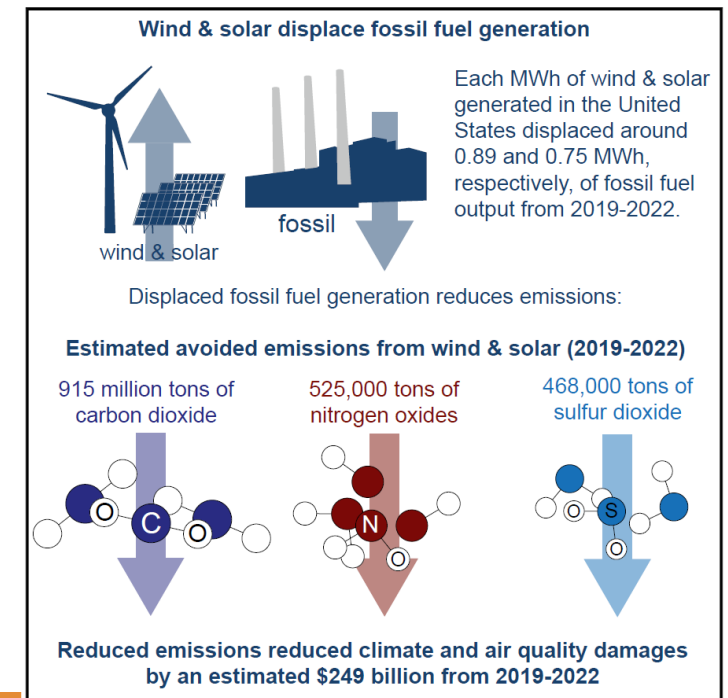 Wind & solar displace fossil fuel generation
Each MWh of wind & solar
generated in the United
States displaced around
0.89 and 0.75 MWh,
respectively, of fossil fuel
output from 2019-2022.
fossil
wind & solar
Displaced fossil fuel generation reduces emissions:
Estimated avoided emissions from wind & solar (2019-2022)
915 million tons of
carbon dioxide
525,000 tons of
nitrogen oxides
468,000 tons of
sulfur dioxide
O C O
N O
O S O
Reduced emissions reduced climate and air quality damages
by an estimated $249 billion from 2019-2022